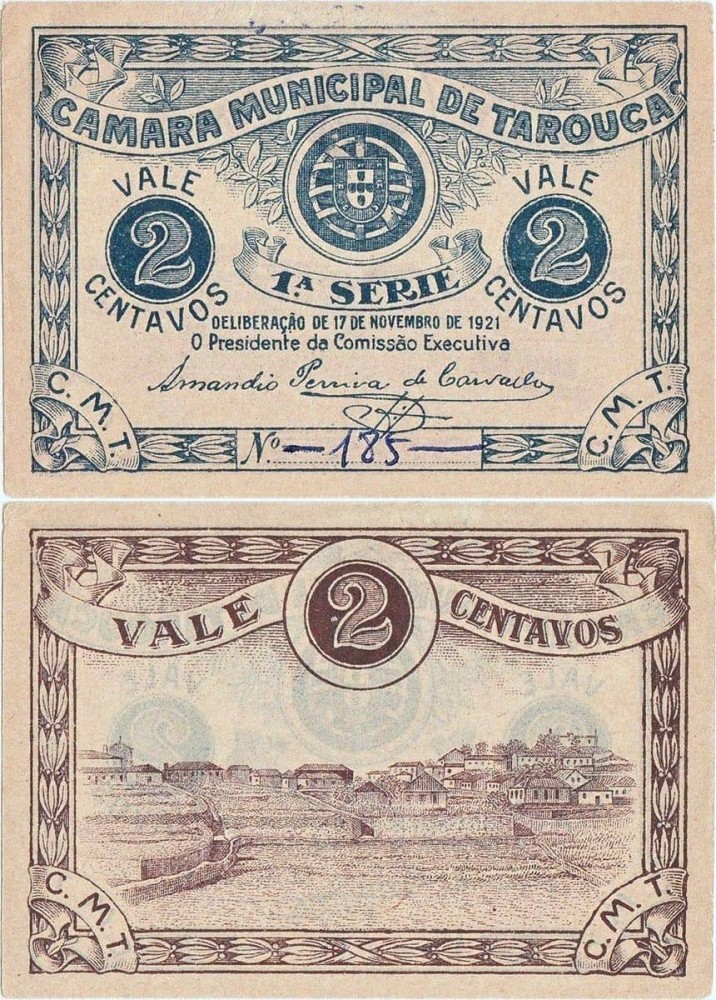 CAMARA MUNICIPAL DE TAROUCA
VALE
2
CENTAVOS
VALE
2
CENTAVOS
1.A SERIE
DELIBERAÇÃO DE 17 DE NOVEMBRO DE 1921
O Presidente da Comissão Executiva
Amandio Pereira de Carvalho
C. M. T.
No. 185
C. M. T.
VALE 2 CENTAVOS
C. M. T.
C. M. T.